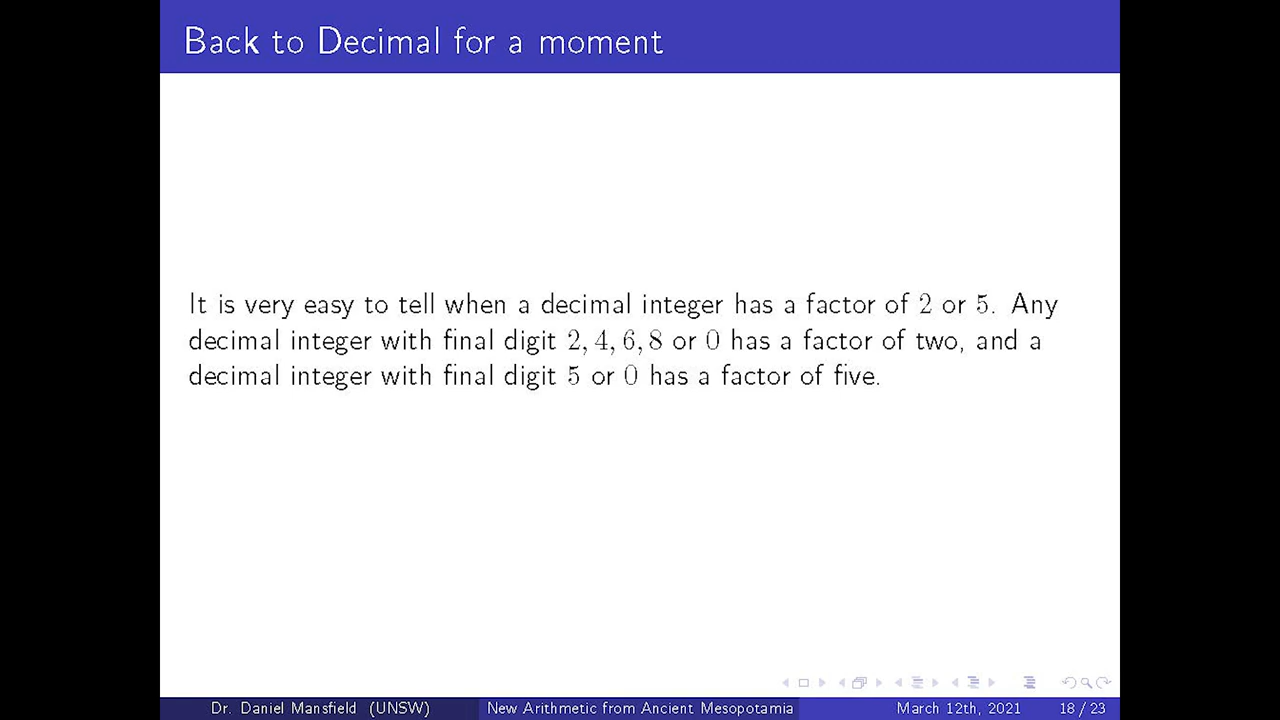 Back to Decimal for a moment
It is very easy to tell when a decimal integer has a factor of 2 or 5. Any
decimal integer with final digit 2, 4, 6, 8 or 0 has a factor of two, and a
decimal integer with final digit 5 or 0 has a factor of five.
Dr. Daniel Mansfield (UNSW) New Arithmetic from Ancient Mesopotamia March 12th, 2021 18 / 23